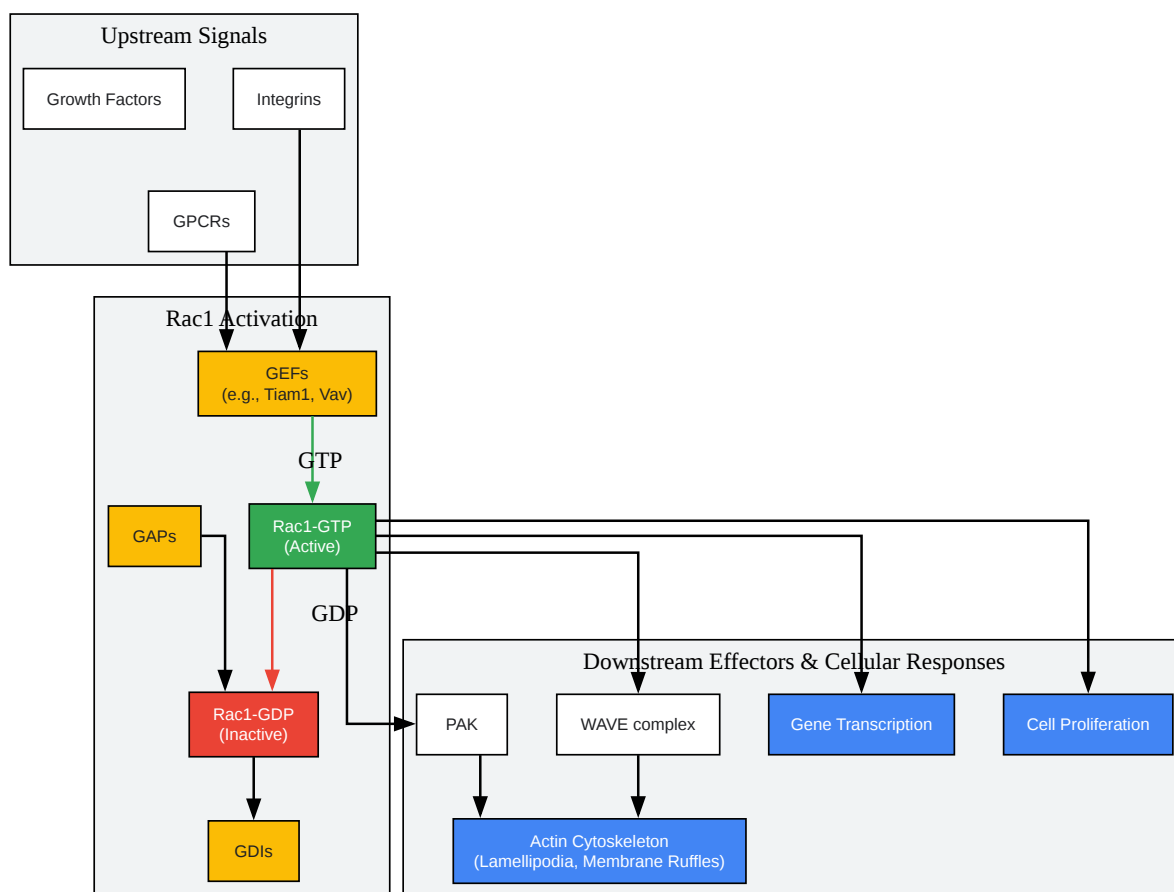 Upstream Signals
Growth Factors
Integrins
GPCRs
Rac1 Activation
GEFs
(e.g., Tiam1, Vav)
GTP
GAPs
Rac1-GTP
(Active)
GDP
Downstream Effectors & Cellular Responses
Rac1-GDP
(Inactive)
PAK
WAVE complex
Gene Transcription
Cell Proliferation
GDIs
Actin Cytoskeleton
(Lamellipodia, Membrane Ruffles)